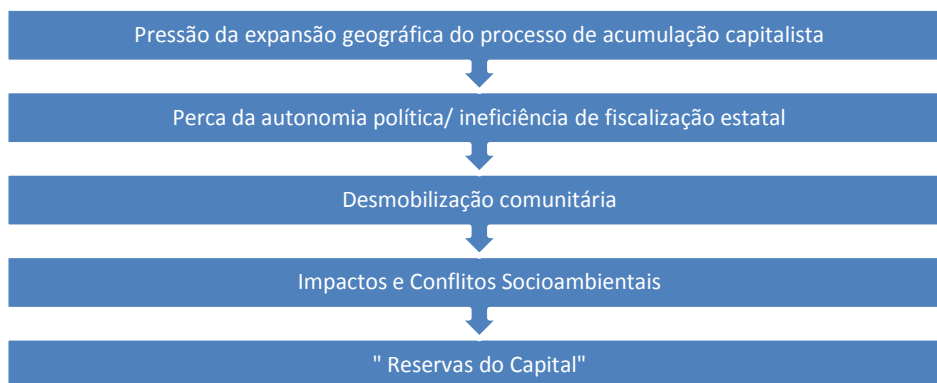 Pressão da expansão geográfica do processo de acumulação capitalista
Perca da autonomia política/ ineficiência de fiscalização estatal
Desmobilização comunitária
Impactos e Conflitos Socioambientais
" Reservas do Capital"